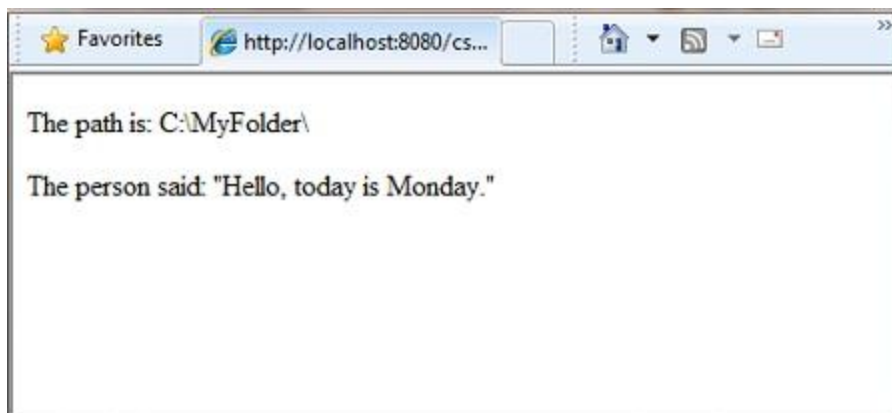 Favorites
http://localhost:8080/cs...
»
The path is: C:\MyFolder\
The person said: "Hello, today is Monday."